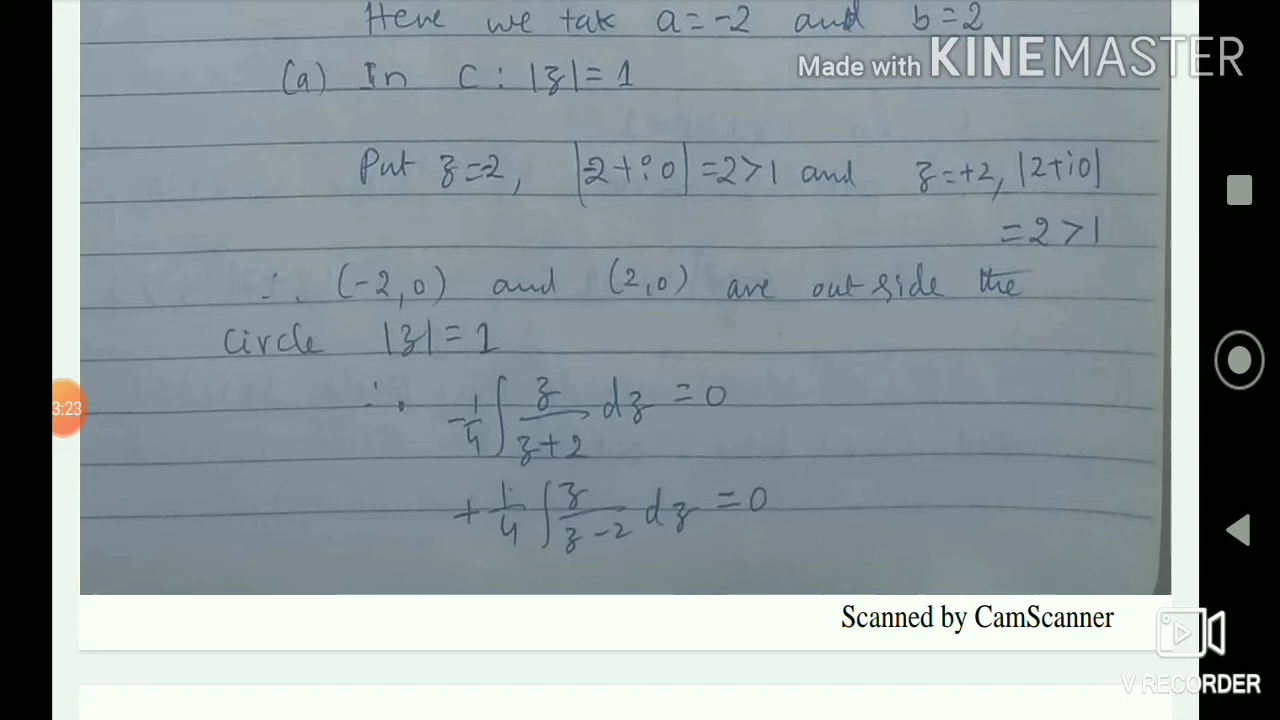 Here we tak a=-2 and b=2
Made with KINEMASTER
(a) In C: |z|=1
Put z=-2, |-2+i0|=2>1 and z=+2, |2+i0|
=2>1
∴ (-2,0) and (2,0) are outside the
circle |z|=1
3:23
∴ -1/4 ∫ z/(z+2) dz = 0
+ 1/4 ∫ z/(z-2) dz = 0
Scanned by CamScanner
V RECORDER